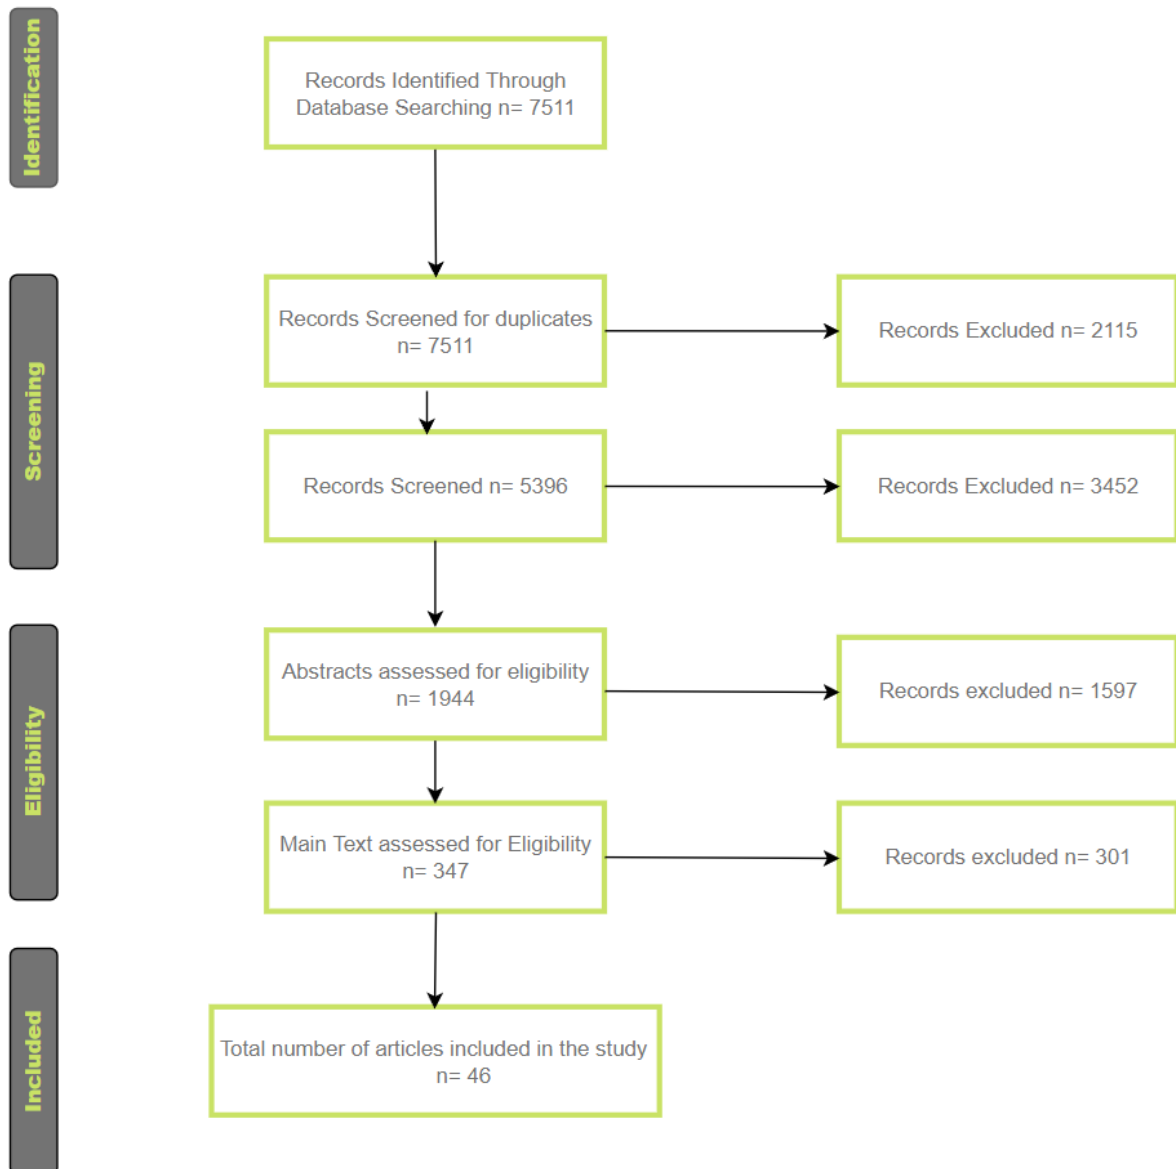 Identification
Records Identified Through
Database Searching n= 7511
Screening
Records Screened for duplicates
n= 7511
Records Excluded n= 2115
Records Screened n= 5396
Records Excluded n= 3452
Eligibility
Abstracts assessed for eligibility
n= 1944
Records excluded n= 1597
Main Text assessed for Eligibility
n= 347
Records excluded n= 301
Included
Total number of articles included in the study
n= 46